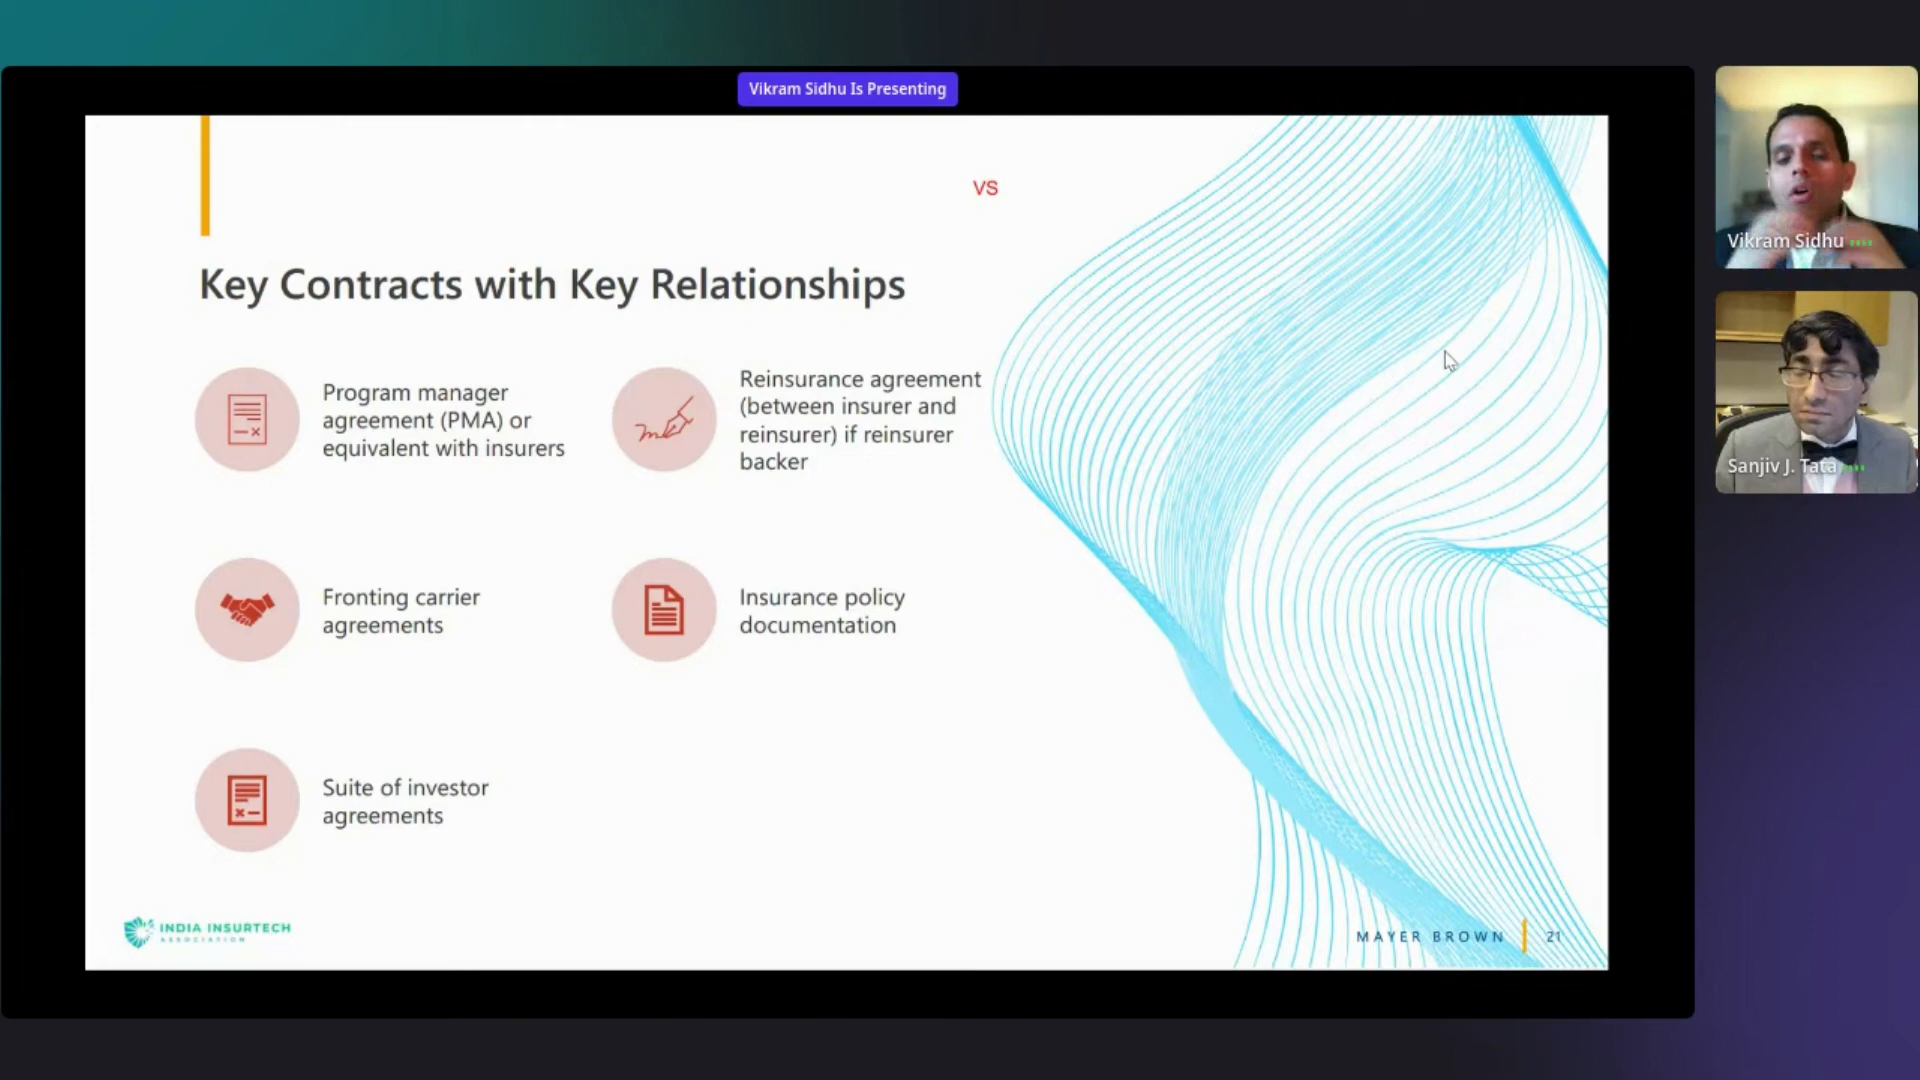 Vikram Sidhu Is Presenting
VS
Key Contracts with Key Relationships
Program manager
agreement (PMA) or
equivalent with insurers
Reinsurance agreement
(between insurer and
reinsurer) if reinsurer
backer
Fronting carrier
agreements
Insurance policy
documentation
Suite of investor
agreements
INDIA INSURTECH
ASSOCIATION
MAYER BROWN
21
Vikram Sidhu
Sanjiv J. Tata